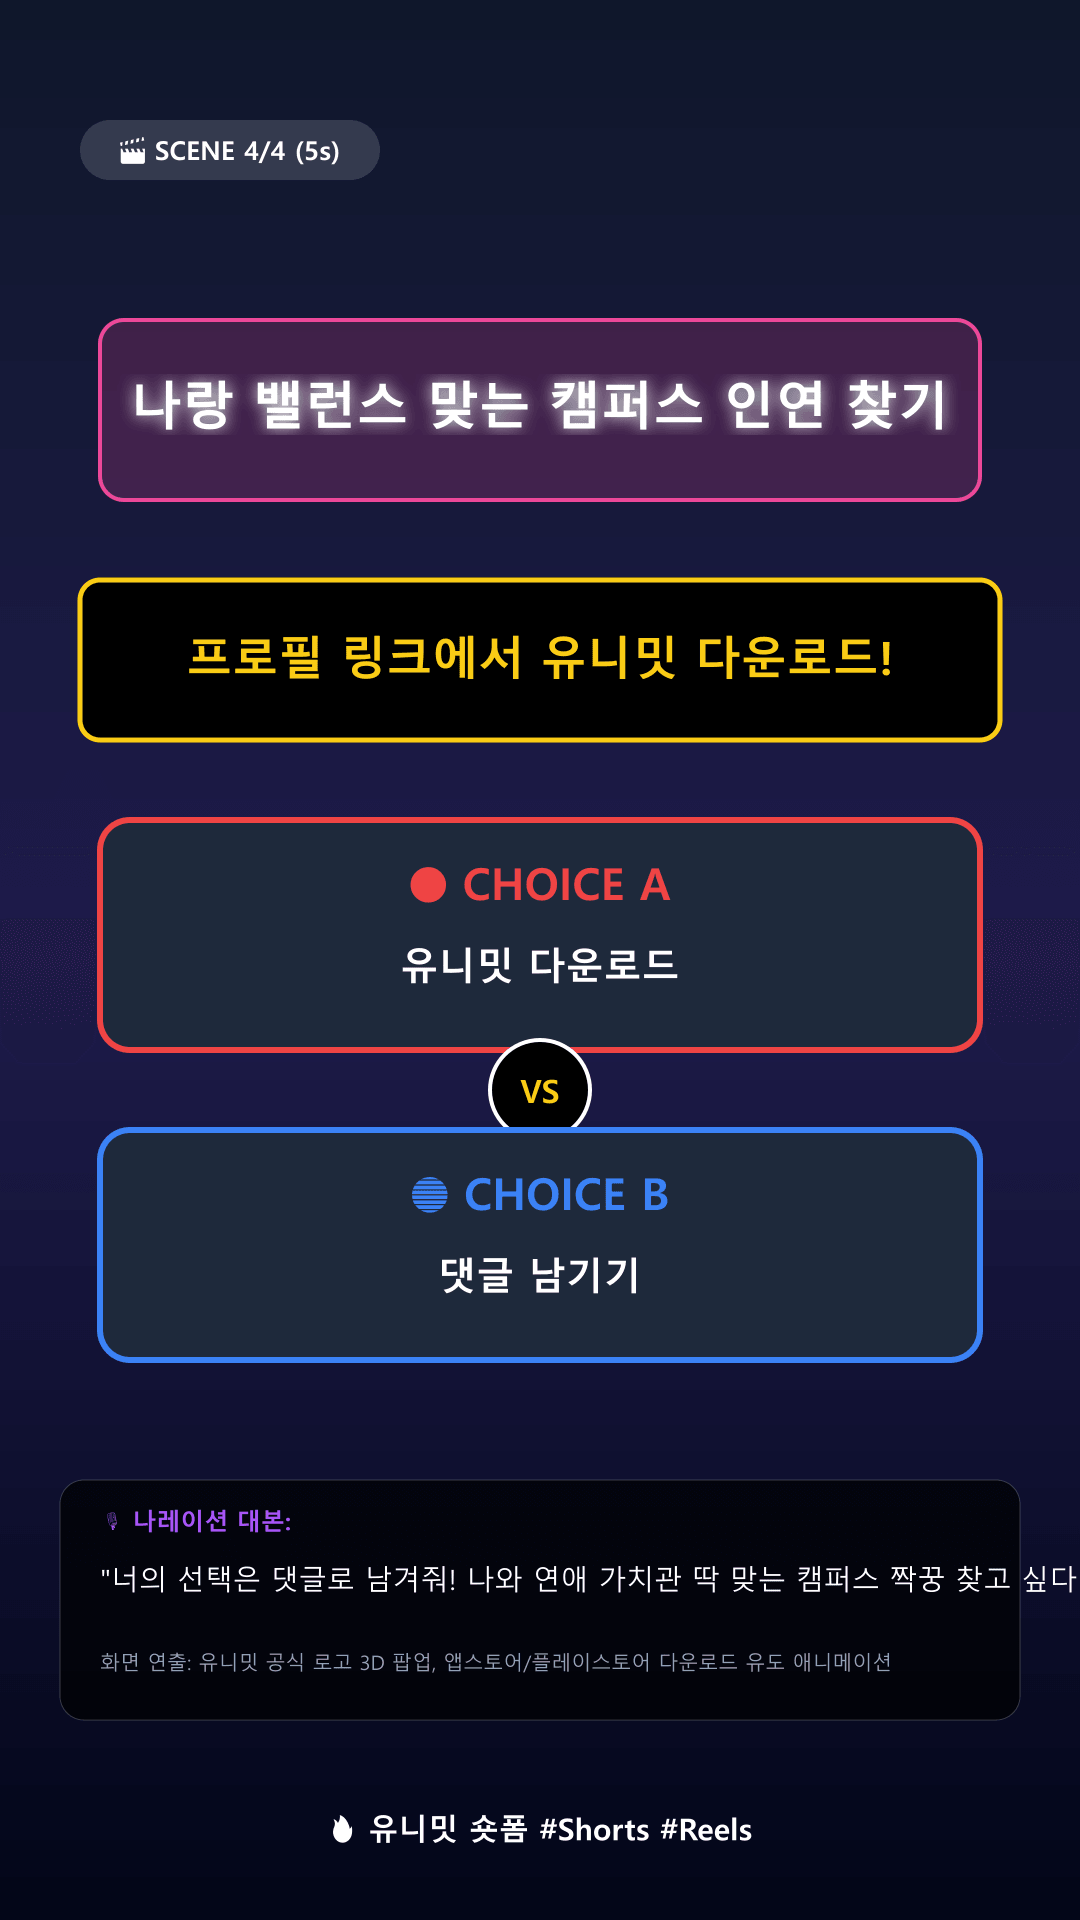 🎬 SCENE 4/4 (5s)
나랑 밸런스 맞는 캠퍼스 인연 찾기
프로필 링크에서 유니밋 다운로드!
🔴 CHOICE A
유니밋 다운로드
VS
🔵 CHOICE B
댓글 남기기
🎙 나레이션 대본:
"너의 선택은 댓글로 남겨줘! 나와 연애 가치관 딱 맞는 캠퍼스 짝꿍 찾고 싶다
화면 연출: 유니밋 공식 로고 3D 팝업, 앱스토어/플레이스토어 다운로드 유도 애니메이션
🔥 유니밋 숏폼 #Shorts #Reels